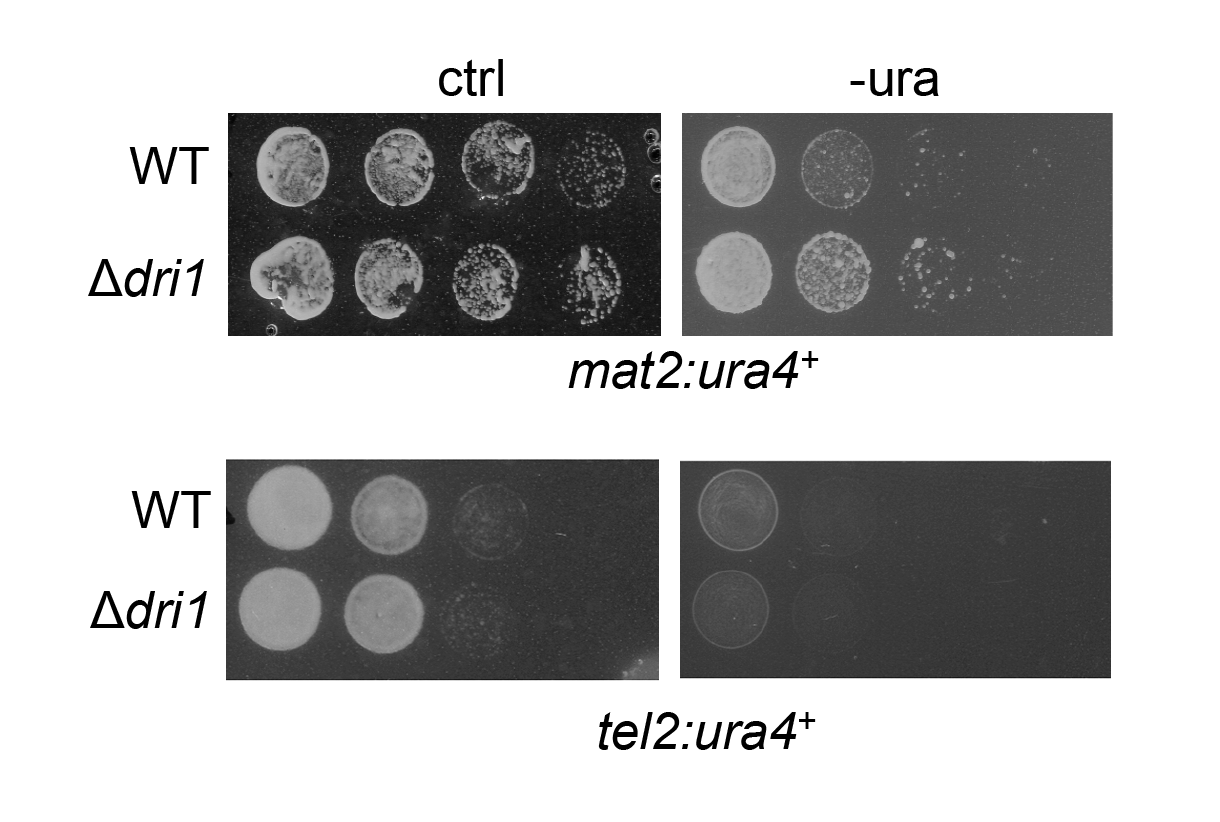 ctrl -ura
WT
Δdri1
mat2:ura4+
WT
Δdri1
tel2:ura4+